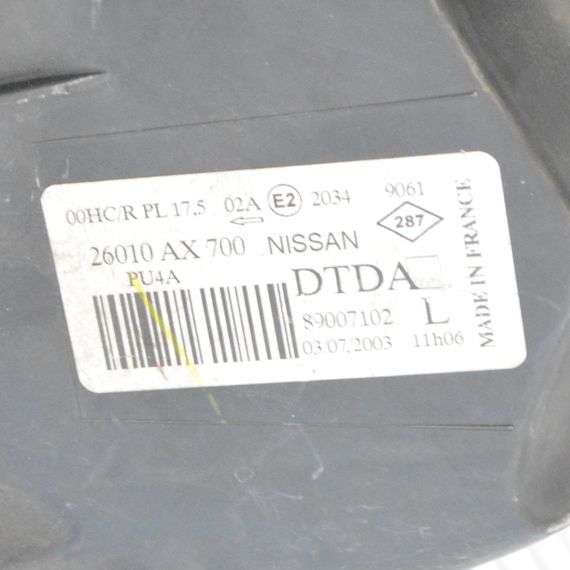 00HC/R PL 17.5 02A E2 2034 9061
287
26010 AX 700 NISSAN
PU4A DTDA
89007102 L
03.07.2003 11h06
MADE IN FRANCE